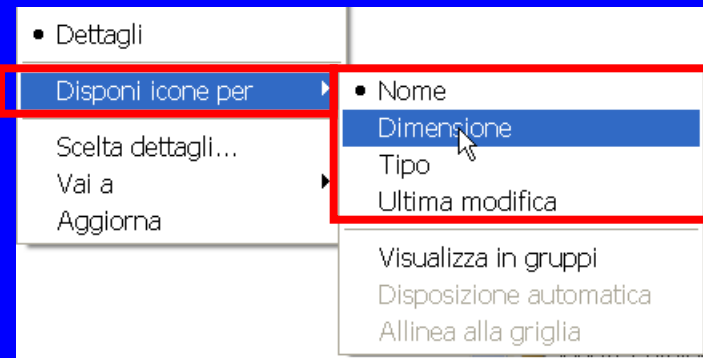 • Dettagli
Disponi icone per
Scelta dettagli...
Vai a
Aggiorna
• Nome
Dimensione
Tipo
Ultima modifica
Visualizza in gruppi
Disposizione automatica
Allinea alla griglia